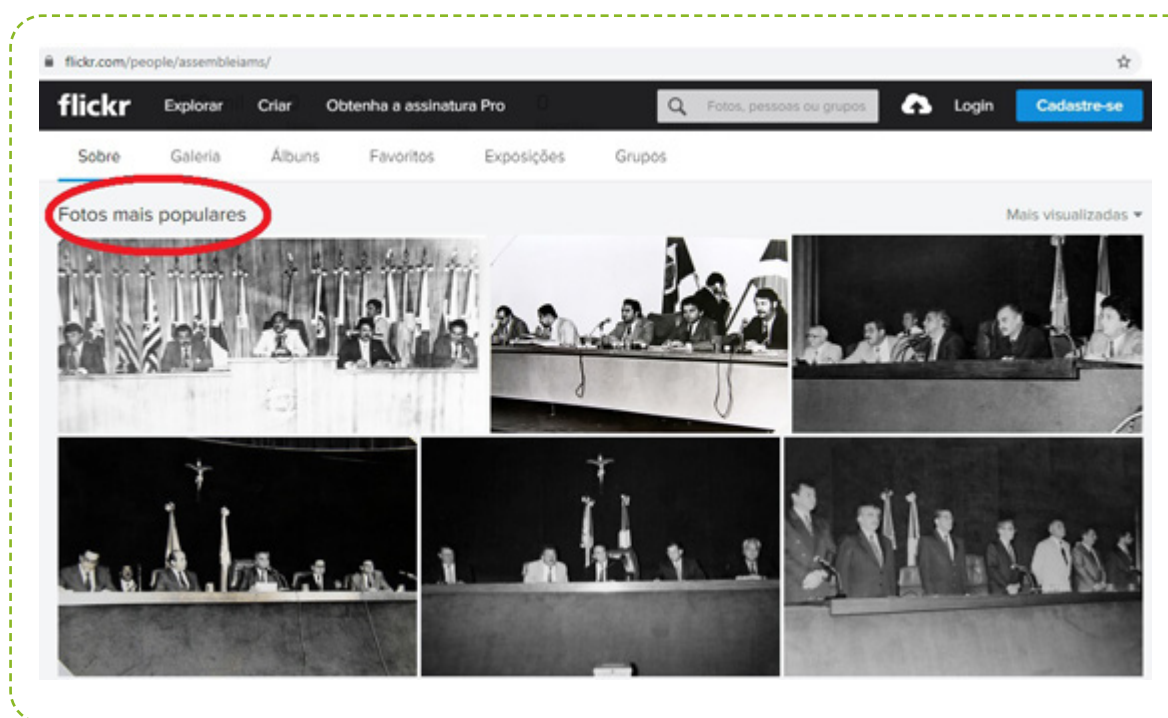 flickr.com/people/assembleiams/
flickr Explorar Criar Obtenha a assinatura Pro Fotos, pessoas ou grupos Login Cadastre-se
Sobre Galeria Álbuns Favoritos Exposições Grupos
Fotos mais populares Mais visualizadas